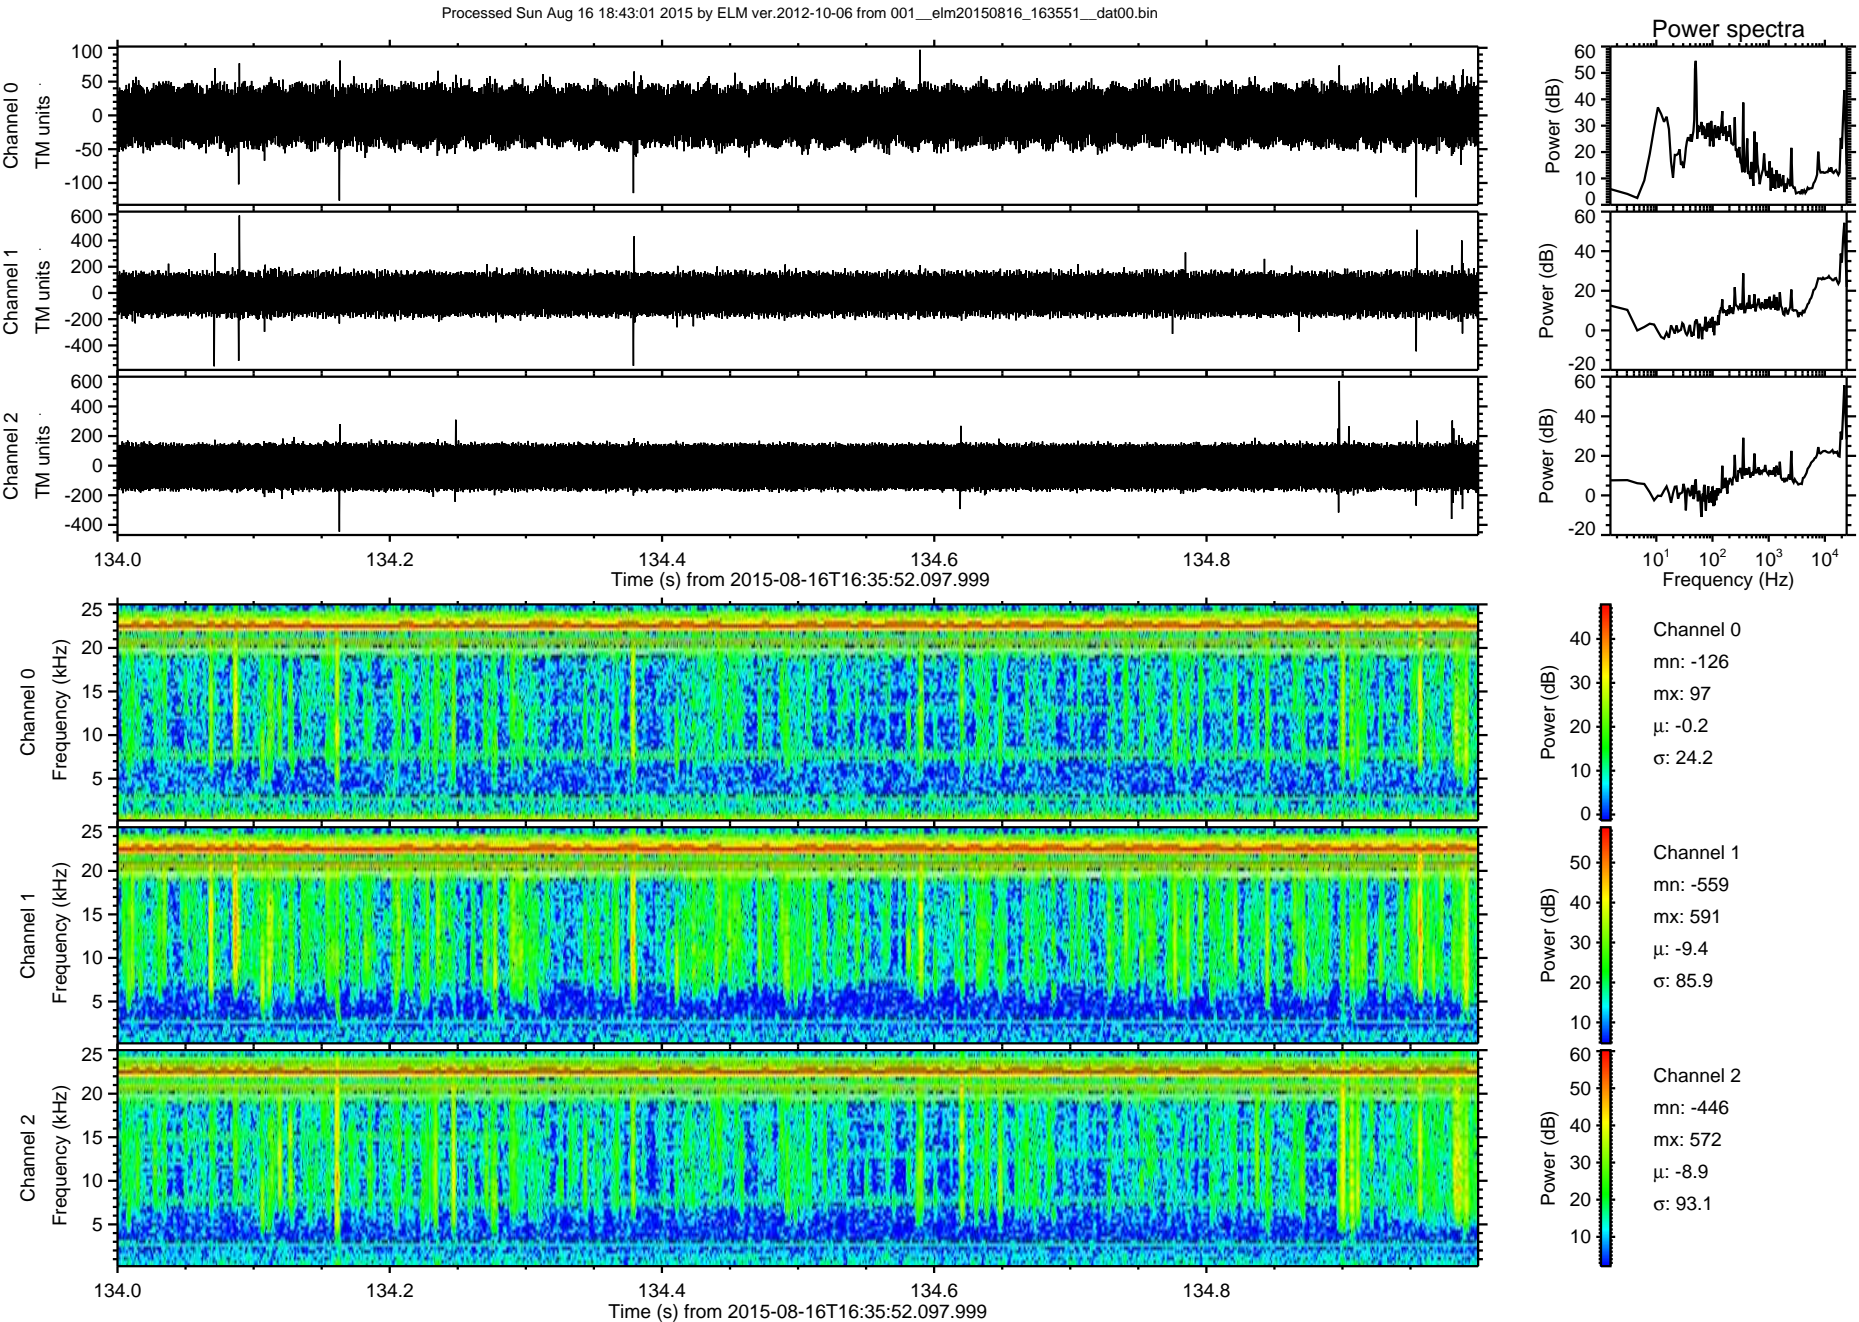 Processed Sun Aug 16 18:43:01 2015 by ELM ver.2012-10-06 from 001__elm20150816_163551__dat00.bin
Power spectra
Channel 0
TM units
100
50
0
-50
-100
Power (dB)
60
50
40
30
20
10
0
Channel 1
TM units
600
400
200
0
-200
-400
Power (dB)
60
40
20
0
-20
Channel 2
TM units
600
400
200
0
-200
-400
Power (dB)
60
40
20
0
-20
134.0 134.2 134.4 134.6 134.8
Time (s) from 2015-08-16T16:35:52.097.999
10¹ 10² 10³ 10⁴
Frequency (Hz)
Channel 0
Frequency (kHz)
25
20
15
10
5
Power (dB)
40
30
20
10
0
Channel 0
mn: -126
mx: 97
μ: -0.2
σ: 24.2
Channel 1
Frequency (kHz)
25
20
15
10
5
Power (dB)
50
40
30
20
10
Channel 1
mn: -559
mx: 591
μ: -9.4
σ: 85.9
Channel 2
Frequency (kHz)
25
20
15
10
5
Power (dB)
60
50
40
30
20
10
Channel 2
mn: -446
mx: 572
μ: -8.9
σ: 93.1
134.0 134.2 134.4 134.6 134.8
Time (s) from 2015-08-16T16:35:52.097.999